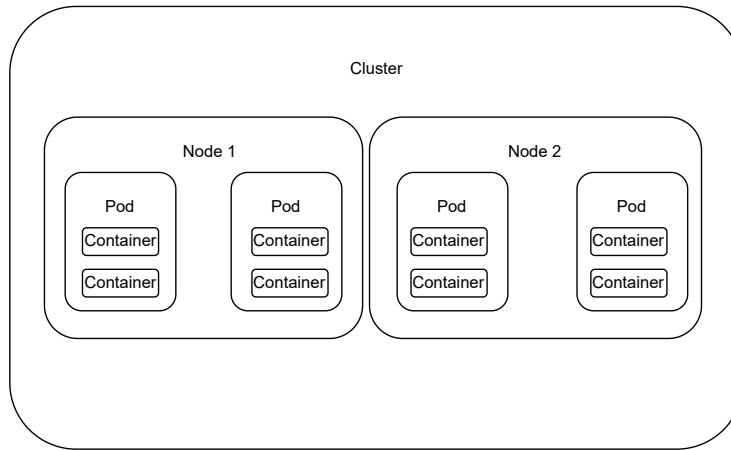 Cluster
Node 1
Node 2
Pod
Pod
Pod
Pod
Container
Container
Container
Container
Container
Container
Container
Container